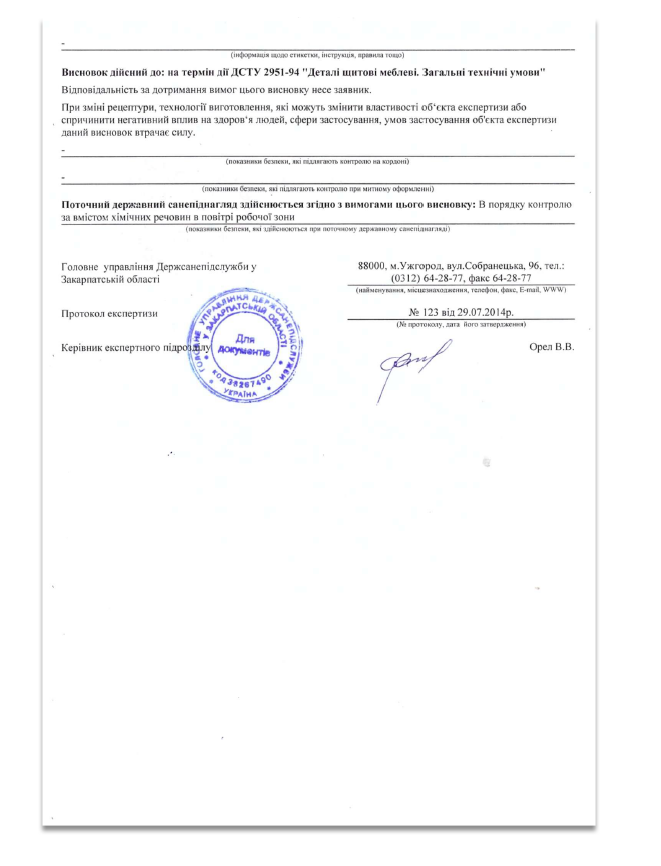 -
(інформація щодо етикетки, інструкція, правила тощо)
Висновок дійсний до: на термін дії ДСТУ 2951-94 "Деталі щитові меблеві. Загальні технічні умови"
Відповідальність за дотримання вимог цього висновку несе заявник.
При зміні рецептури, технології виготовлення, які можуть змінити властивості об'єкта експертизи або
спричинити негативний вплив на здоров'я людей, сфери застосування, умов застосування об'єкта експертизи
даний висновок втрачає силу.
-
(показники безпеки, які підлягають контролю на кордоні)
-
(показники безпеки, які підлягають контролю при митному оформленні)
Поточний державний санепіднагляд здійснюється згідно з вимогами цього висновку: В порядку контролю
за вмістом хімічних речовин в повітрі робочої зони
(показники безпеки, які здійснюються при поточному державному санепіднагляді)
Головне управління Держсанепідслужби у
Закарпатській області
88000, м.Ужгород, вул.Собранецька, 96, тел.:
(0312) 64-28-77, факс 64-28-77
(найменування, місцезнаходження, телефон, факс, E-mail, WWW)
Протокол експертизи
№ 123 від 29.07.2014р.
(№ протоколу, дата його затвердження)
Керівник експертного підрозділу
Орел В.В.
ГОЛОВНЕ УПРАВЛІННЯ ДЕРЖСАНЕПІДСЛУЖБИ
У ЗАКАРПАТСЬКІЙ ОБЛАСТІ
Для
документів
код 38267490
УКРАЇНА